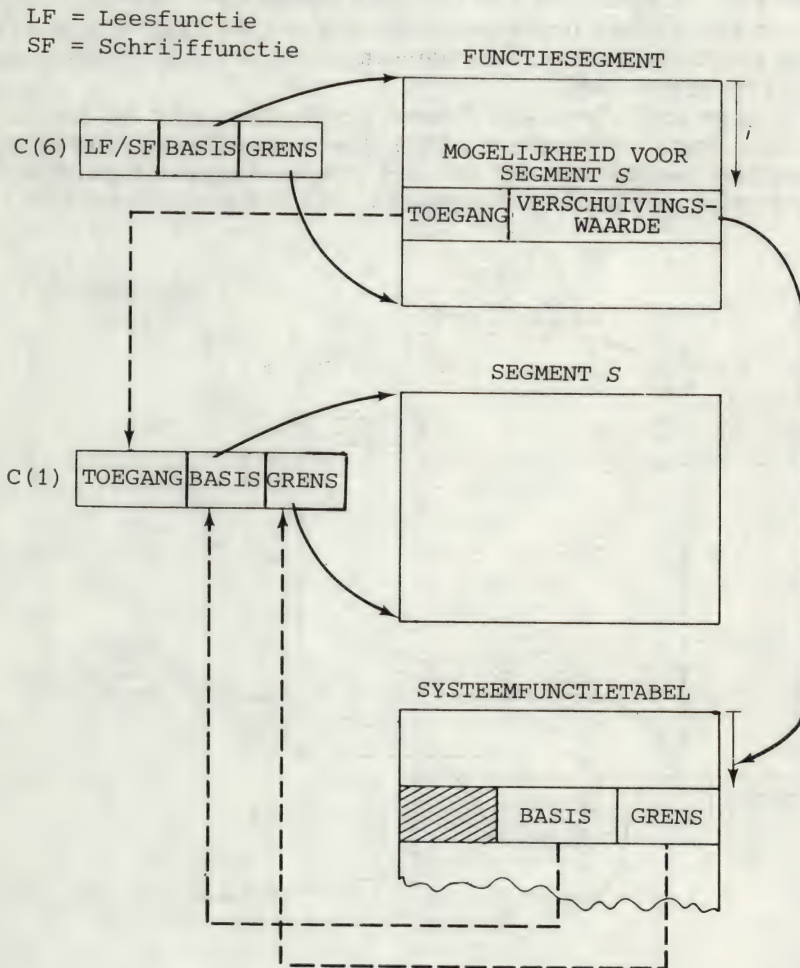 LF = Leesfunctie
SF = Schrijffunctie
FUNCTIESEGMENT
C(6) LF/SF BASIS GRENS
i
MOGELIJKHEID VOOR
SEGMENT S
TOEGANG VERSCHUIVINGS-
WAARDE
SEGMENT S
C(1) TOEGANG BASIS GRENS
SYSTEEMFUNCTIETABEL
BASIS GRENS